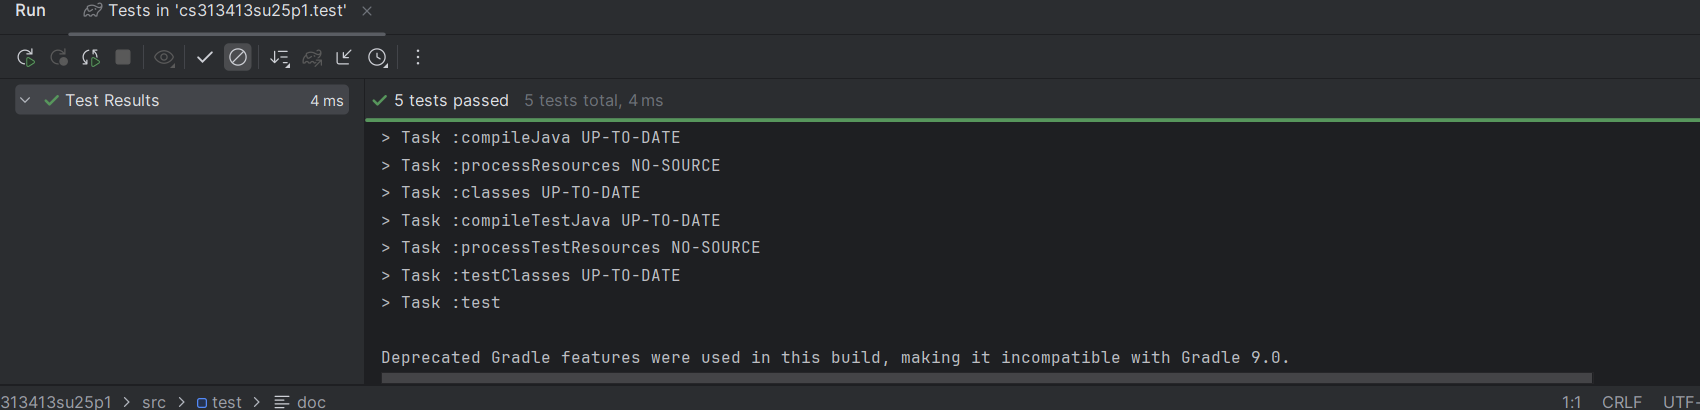 Run Tests in 'cs313413su25p1.test'
Test Results 4 ms
5 tests passed 5 tests total, 4 ms
> Task :compileJava UP-TO-DATE
> Task :processResources NO-SOURCE
> Task :classes UP-TO-DATE
> Task :compileTestJava UP-TO-DATE
> Task :processTestResources NO-SOURCE
> Task :testClasses UP-TO-DATE
> Task :test
Deprecated Gradle features were used in this build, making it incompatible with Gradle 9.0.
313413su25p1 > src > test > doc 1:1 CRLF UTF-